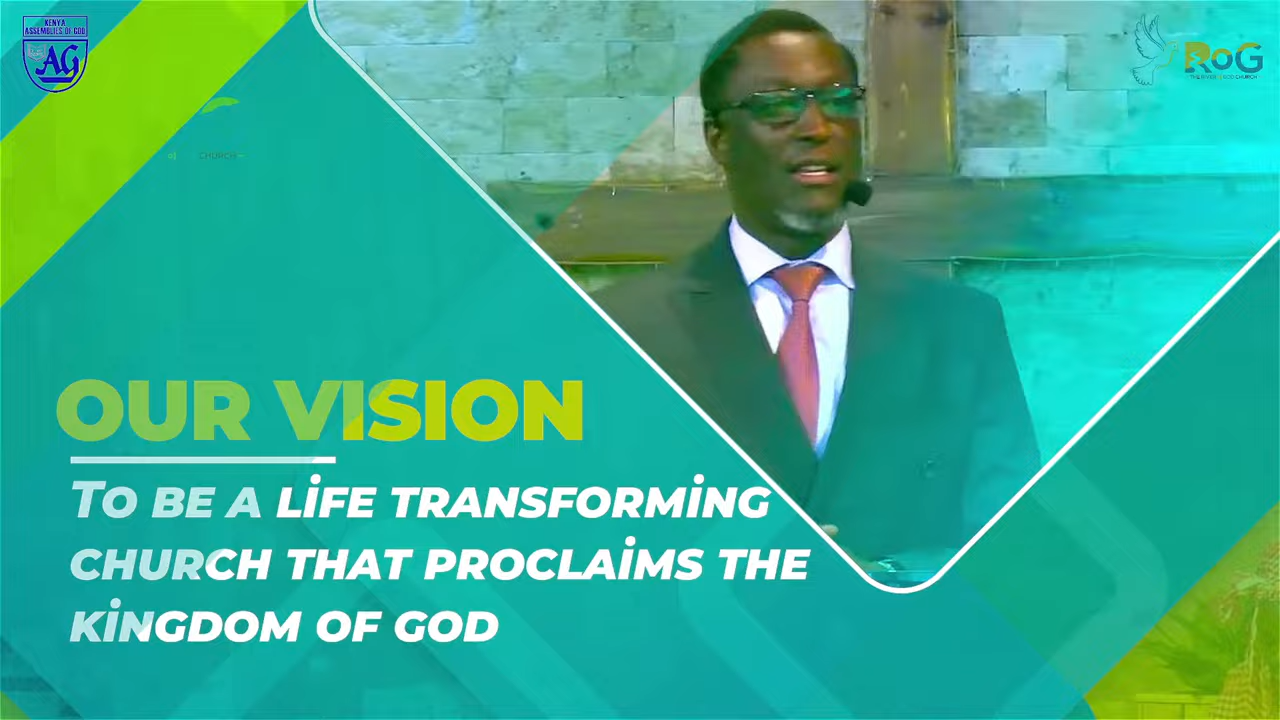 KENYA
ASSEMBLIES OF GOD
AG
RoG
THE RIVER OF GOD CHURCH
CHURCH
OUR VISION
To be a life transforming
church that proclaims the
kingdom of god